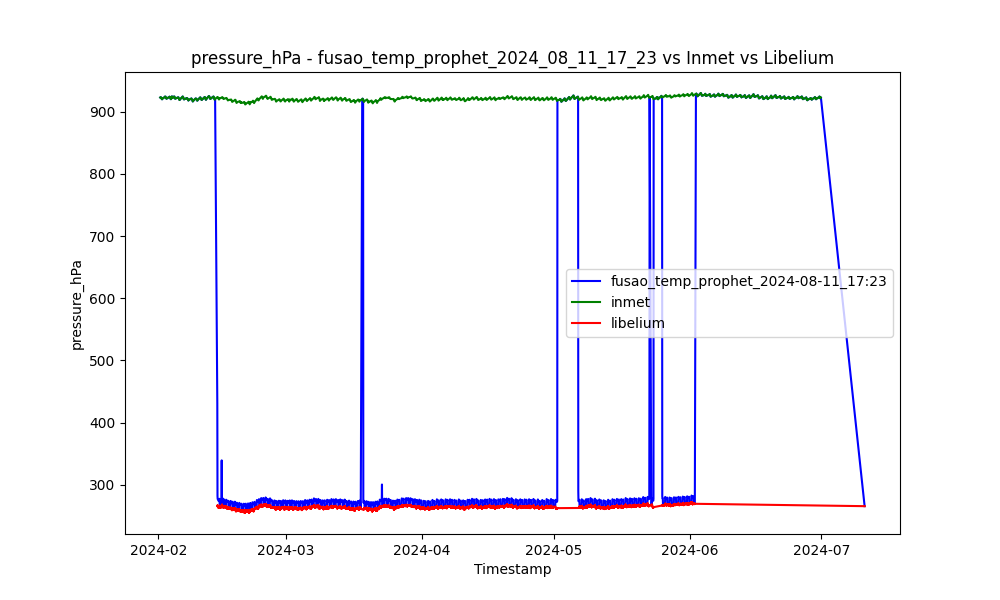 pressure_hPa - fusao_temp_prophet_2024_08_11_17_23 vs Inmet vs Libelium
900
800
700
600
500
400
300
pressure_hPa
fusao_temp_prophet_2024-08-11_17:23
inmet
libelium
2024-02
2024-03
2024-04
2024-05
2024-06
2024-07
Timestamp